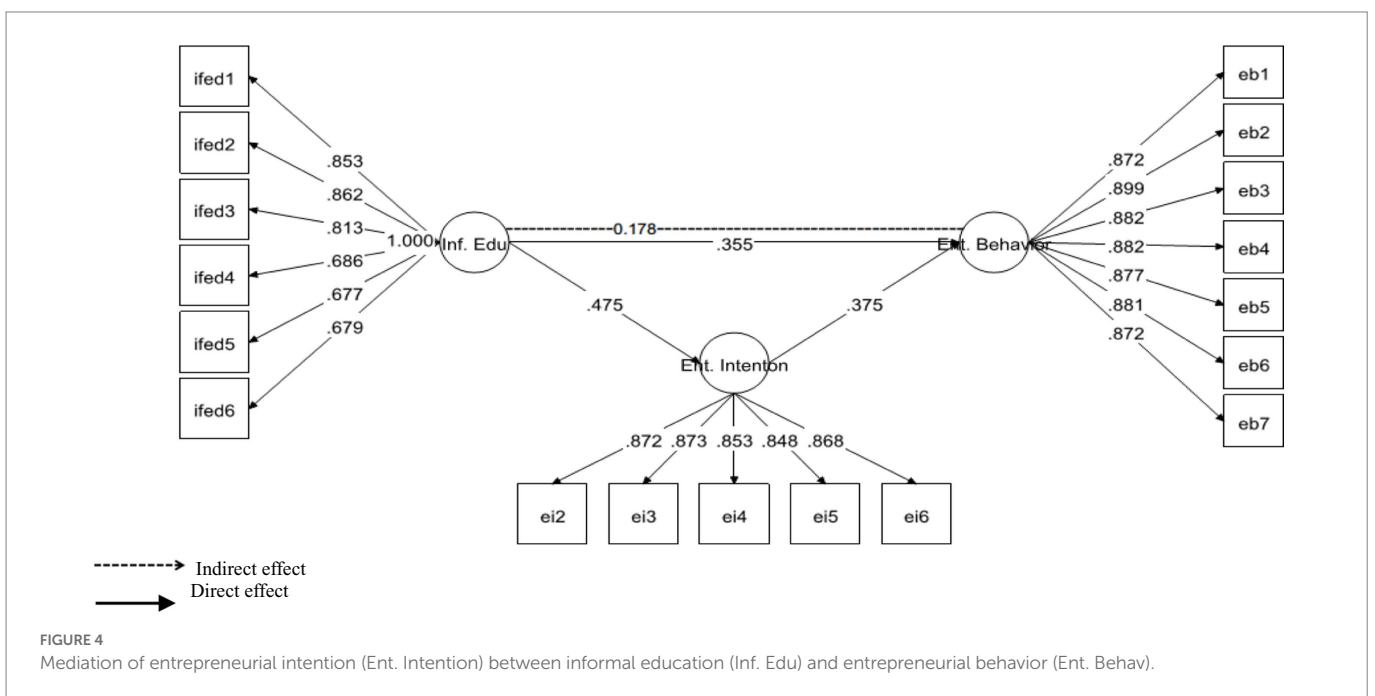 ifed1
ifed2
ifed3
ifed4
ifed5
ifed6
.853
.862
.813
.686
.677
.679
1.000
Inf. Edu
0.178
.355
.475
.375
Ent. Behavior
Ent. Intenton
.872
.899
.882
.882
.877
.881
.872
eb1
eb2
eb3
eb4
eb5
eb6
eb7
.872 .873 .853 .848 .868
ei2 ei3 ei4 ei5 ei6
Indirect effect
Direct effect
FIGURE 4
Mediation of entrepreneurial intention (Ent. Intention) between informal education (Inf. Edu) and entrepreneurial behavior (Ent. Behav).